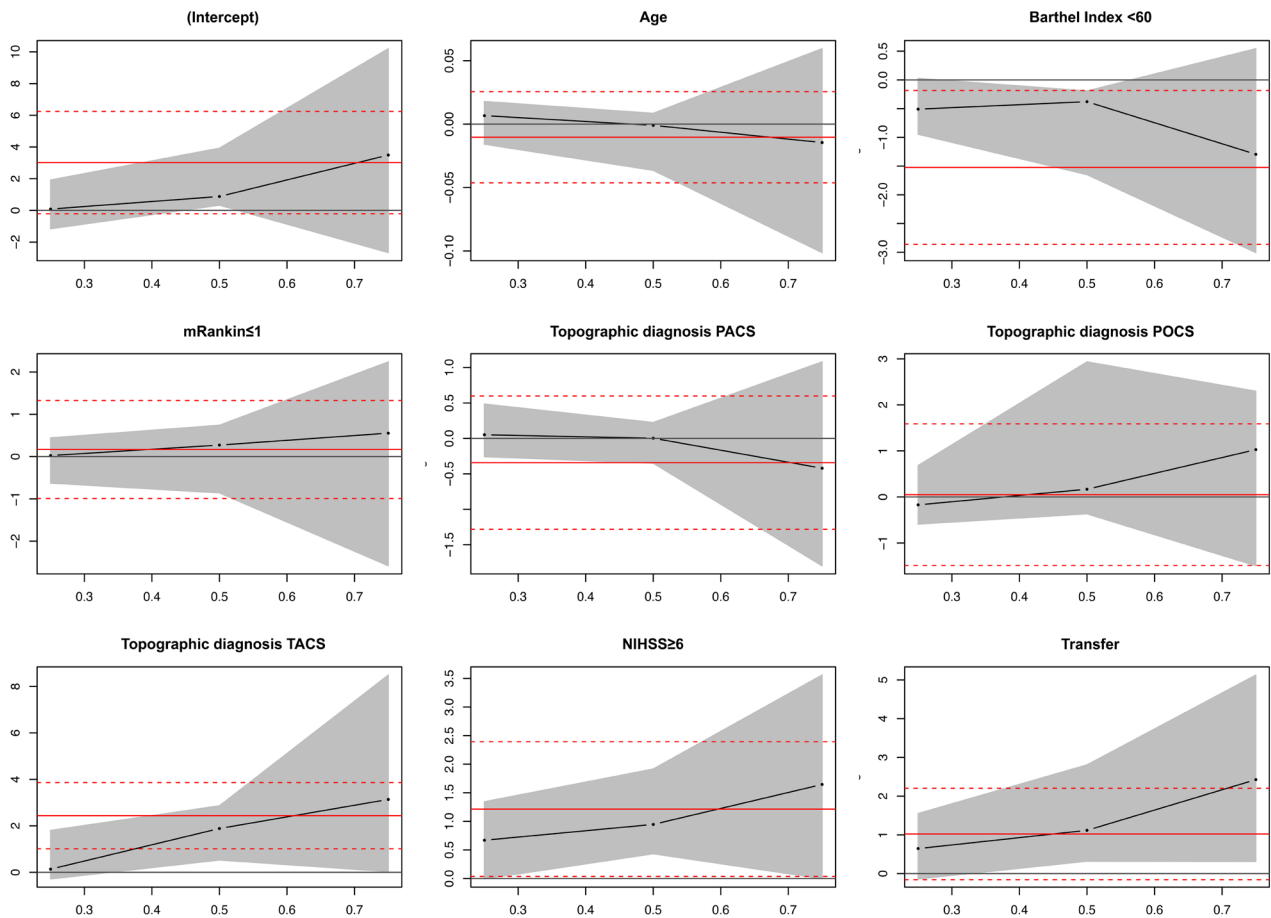 (Intercept)
10
8
6
4
2
0
−2
0.3 0.4 0.5 0.6 0.7
Age
0.05
0.00
−0.05
−0.10
0.3 0.4 0.5 0.6 0.7
Barthel Index <60
0.5
0.0
−1.0
−2.0
−3.0
0.3 0.4 0.5 0.6 0.7
mRankin≤1
2
1
0
−1
−2
0.3 0.4 0.5 0.6 0.7
Topographic diagnosis PACS
1.0
0.5
0.0
−0.5
−1.5
0.3 0.4 0.5 0.6 0.7
Topographic diagnosis POCS
3
2
1
0
−1
0.3 0.4 0.5 0.6 0.7
Topographic diagnosis TACS
8
6
4
2
0
0.3 0.4 0.5 0.6 0.7
NIHSS≥6
3.5
3.0
2.5
2.0
1.5
1.0
0.5
0.0
0.3 0.4 0.5 0.6 0.7
Transfer
5
4
3
2
1
0
0.3 0.4 0.5 0.6 0.7